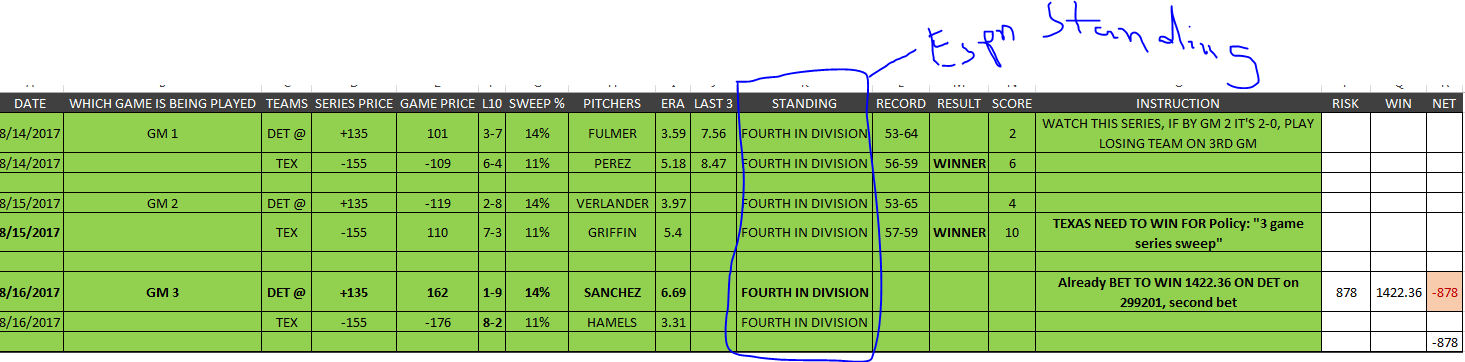 Espn Standing
DATE WHICH GAME IS BEING PLAYED TEAMS SERIES PRICE GAME PRICE L10 SWEEP % PITCHERS ERA LAST 3 STANDING RECORD RESULT SCORE INSTRUCTION RISK WIN NET
8/14/2017 GM 1 DET @ +135 101 3-7 14% FULMER 3.59 7.56 FOURTH IN DIVISION 53-64 2 WATCH THIS SERIES, IF BY GM 2 IT'S 2-0, PLAY
LOSING TEAM ON 3RD GM
8/14/2017 TEX -155 -109 6-4 11% PEREZ 5.18 8.47 FOURTH IN DIVISION 56-59 WINNER 6
8/15/2017 GM 2 DET @ +135 -119 2-8 14% VERLANDER 3.97 FOURTH IN DIVISION 53-65 4
8/15/2017 TEX -155 110 7-3 11% GRIFFIN 5.4 FOURTH IN DIVISION 57-59 WINNER 10 TEXAS NEED TO WIN FOR Policy: "3 game
series sweep"
8/16/2017 GM 3 DET @ +135 162 1-9 14% SANCHEZ 6.69 FOURTH IN DIVISION Already BET TO WIN 1422.36 ON DET on
299201, second bet 878 1422.36 -878
8/16/2017 TEX -155 -176 8-2 11% HAMELS 3.31 FOURTH IN DIVISION
-878